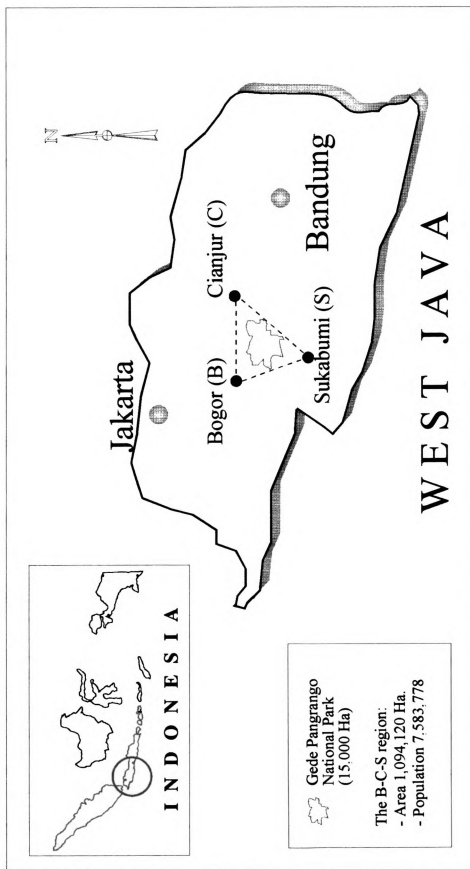 INDONESIA
Gede Pangrango
National Park
(15,000 Ha)
The B-C-S region:
- Area 1,094,120 Ha.
- Population 7,583,778
N
Jakarta
Bogor (B)
Cianjur (C)
Sukabumi (S)
Bandung
WEST JAVA